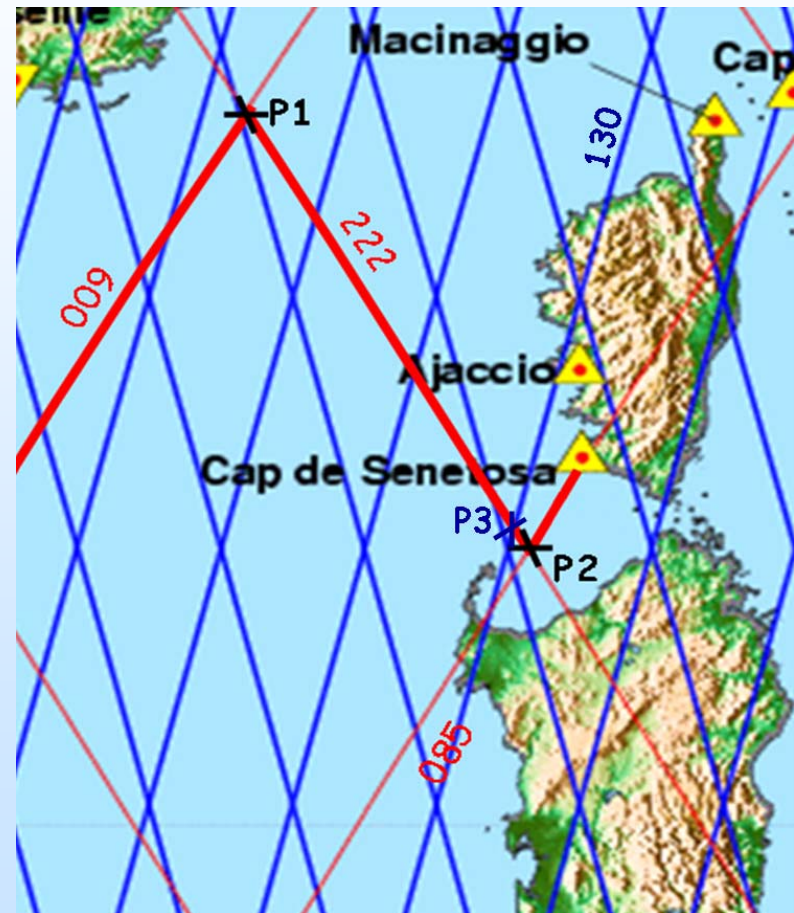 Macinaggio
Cap
P1
130
222
009
Ajaccio
Cap de Senetosa
P3
P2
085